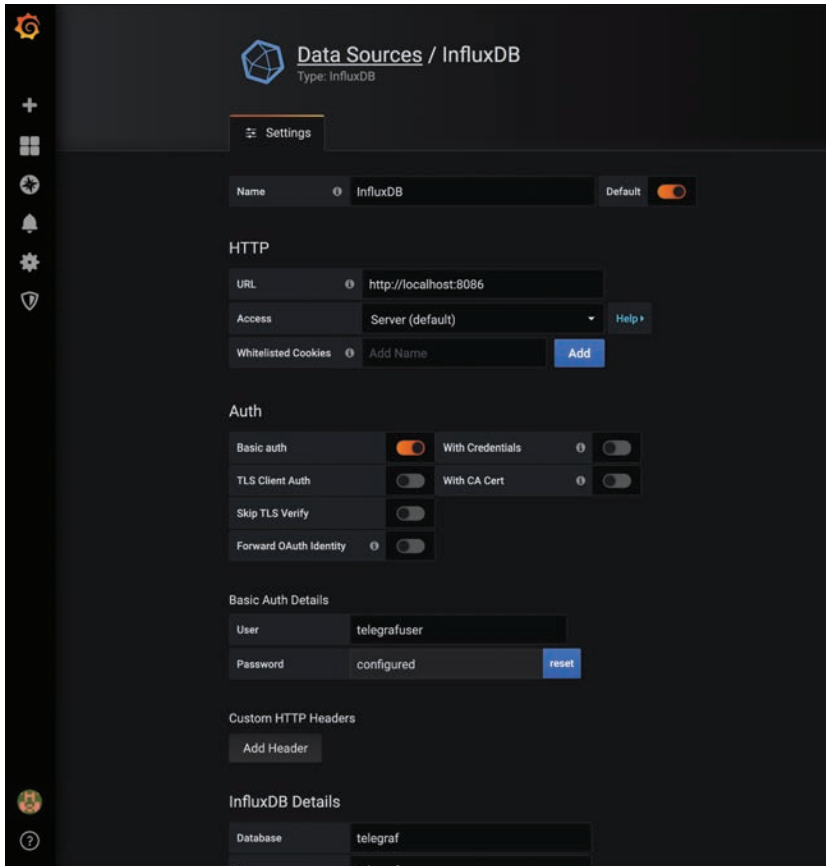 Data Sources / InfluxDB
Type: InfluxDB
Settings
Name InfluxDB Default
HTTP
URL http://localhost:8086
Access Server (default) Help
Whitelisted Cookies Add Name Add
Auth
Basic auth With Credentials
TLS Client Auth With CA Cert
Skip TLS Verify
Forward OAuth Identity
Basic Auth Details
User telegrafuser
Password configured reset
Custom HTTP Headers
Add Header
InfluxDB Details
Database telegraf